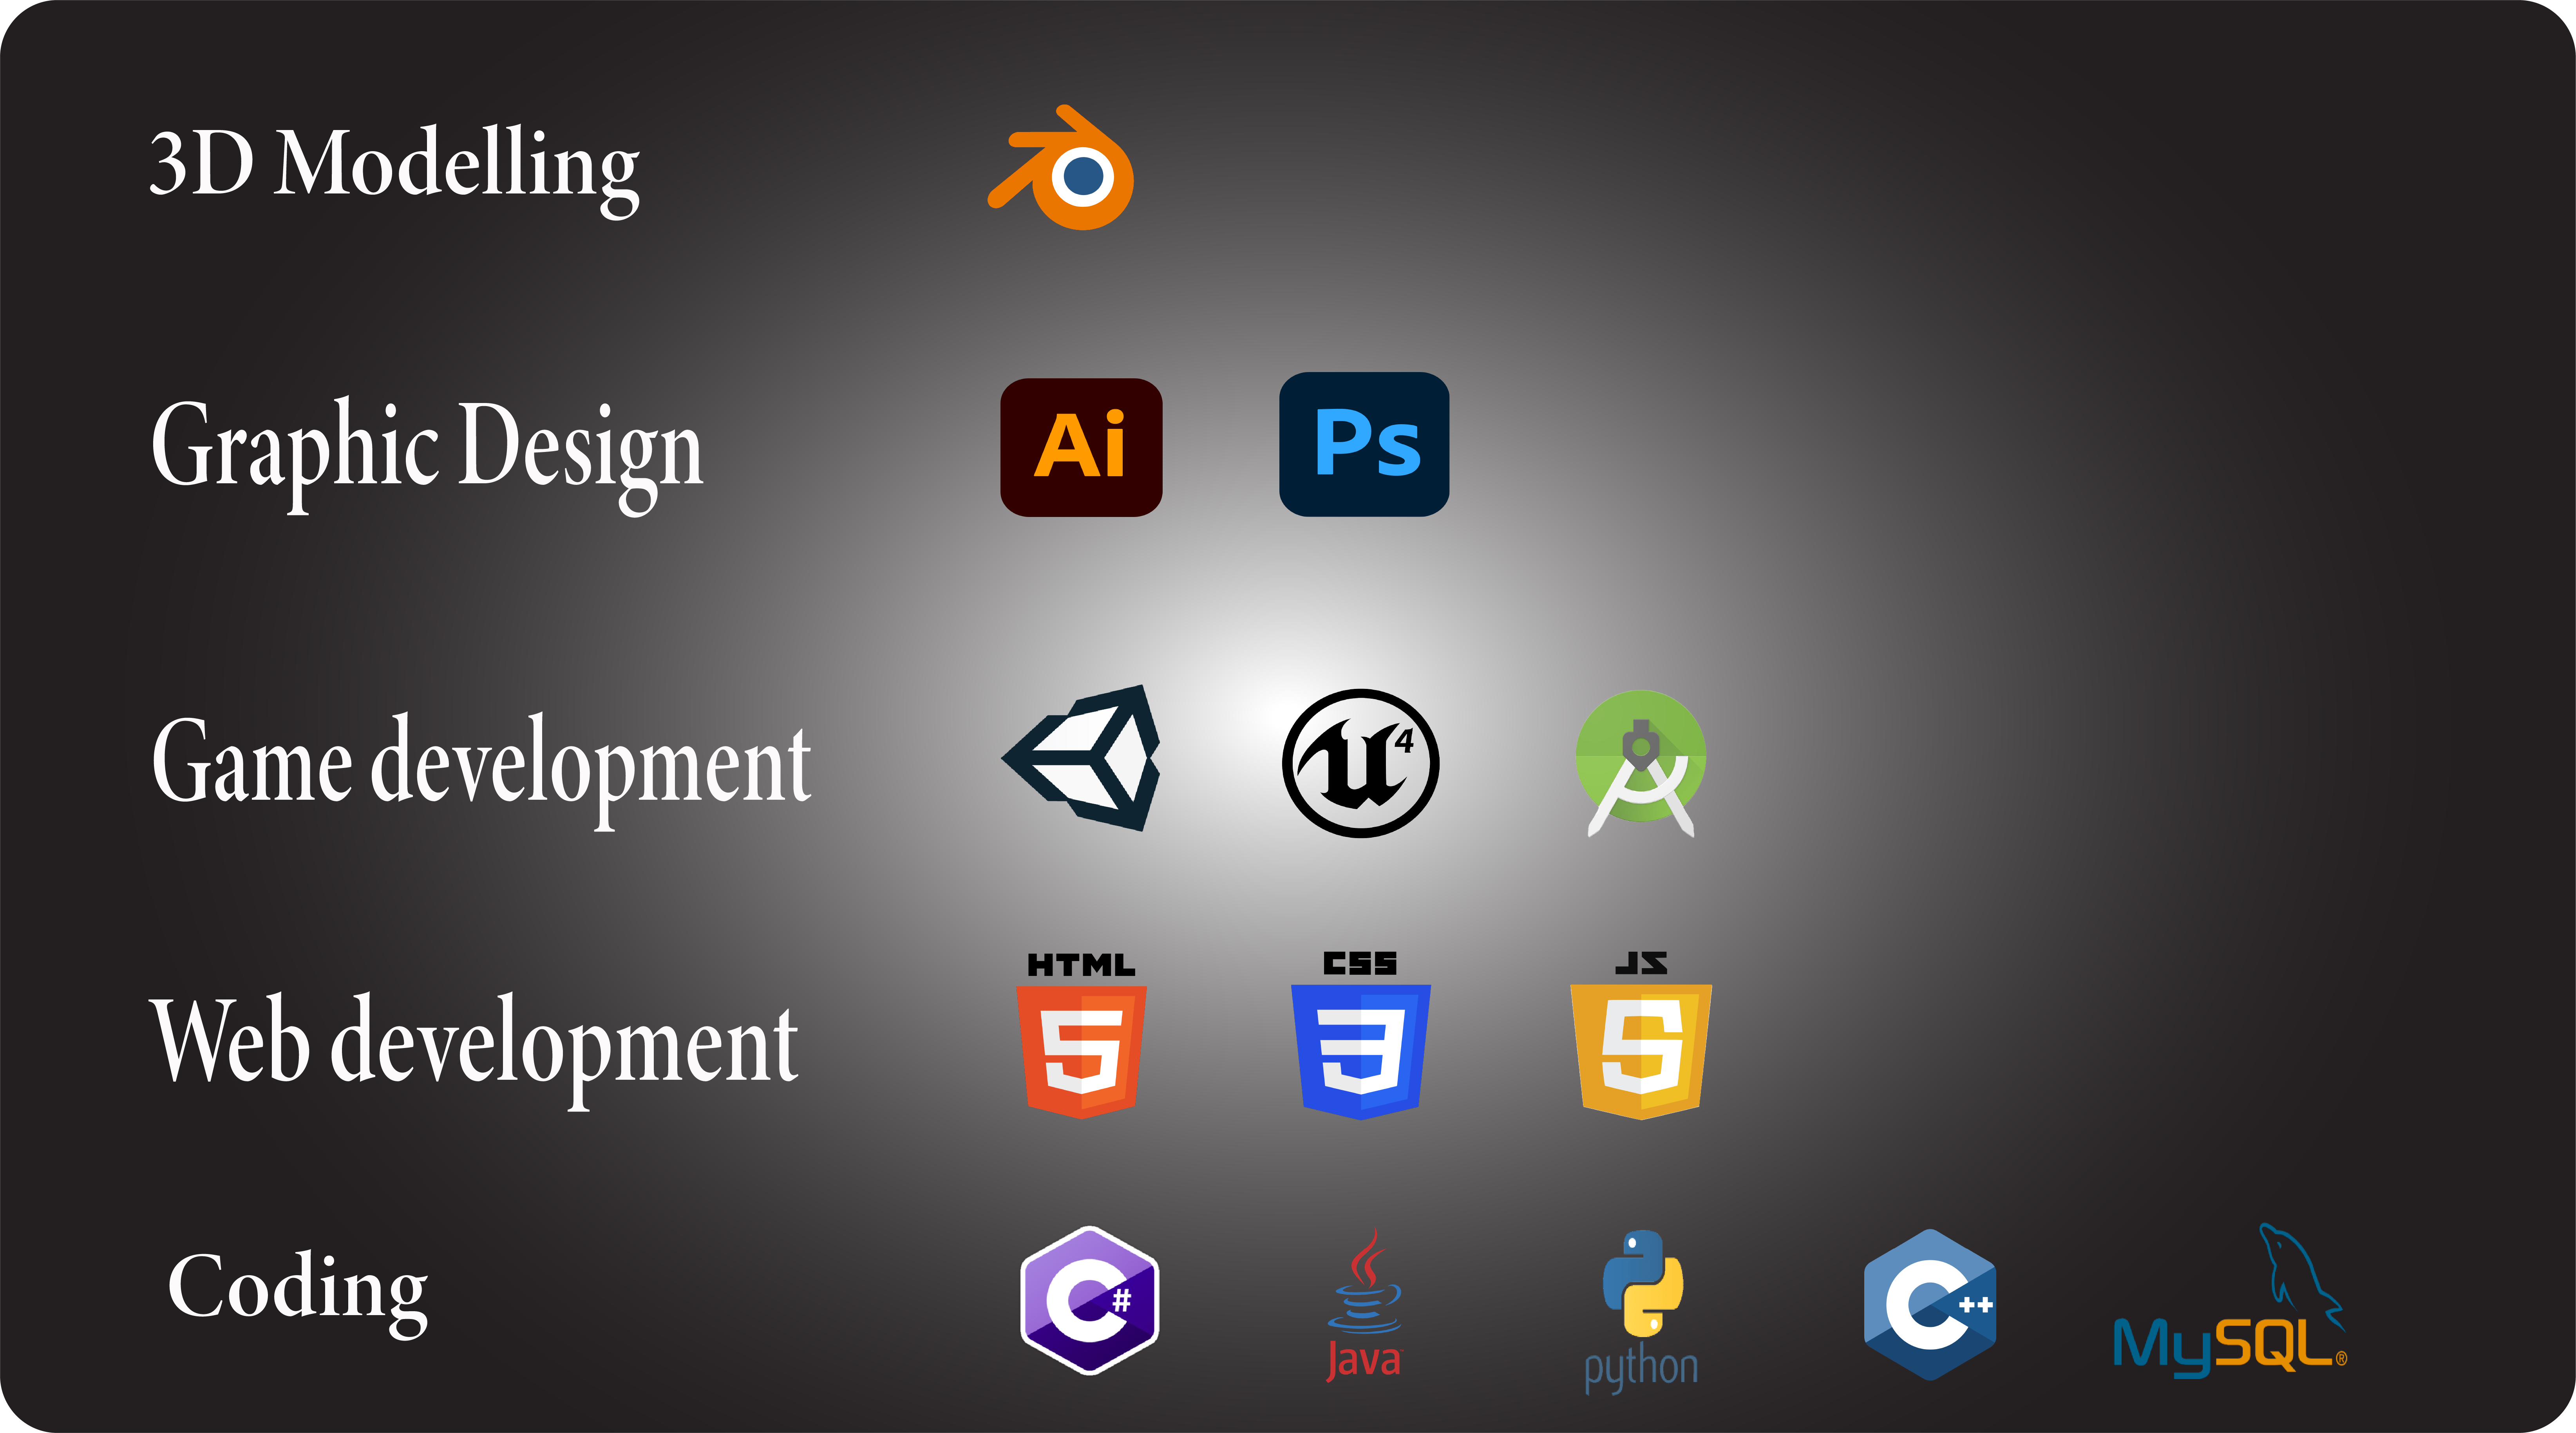 3D Modelling
Graphic Design
Ai Ps
Game development
U 4
HTML CSS JS
5 3 5
Web development
Coding
C# Java python C++ MySQL®